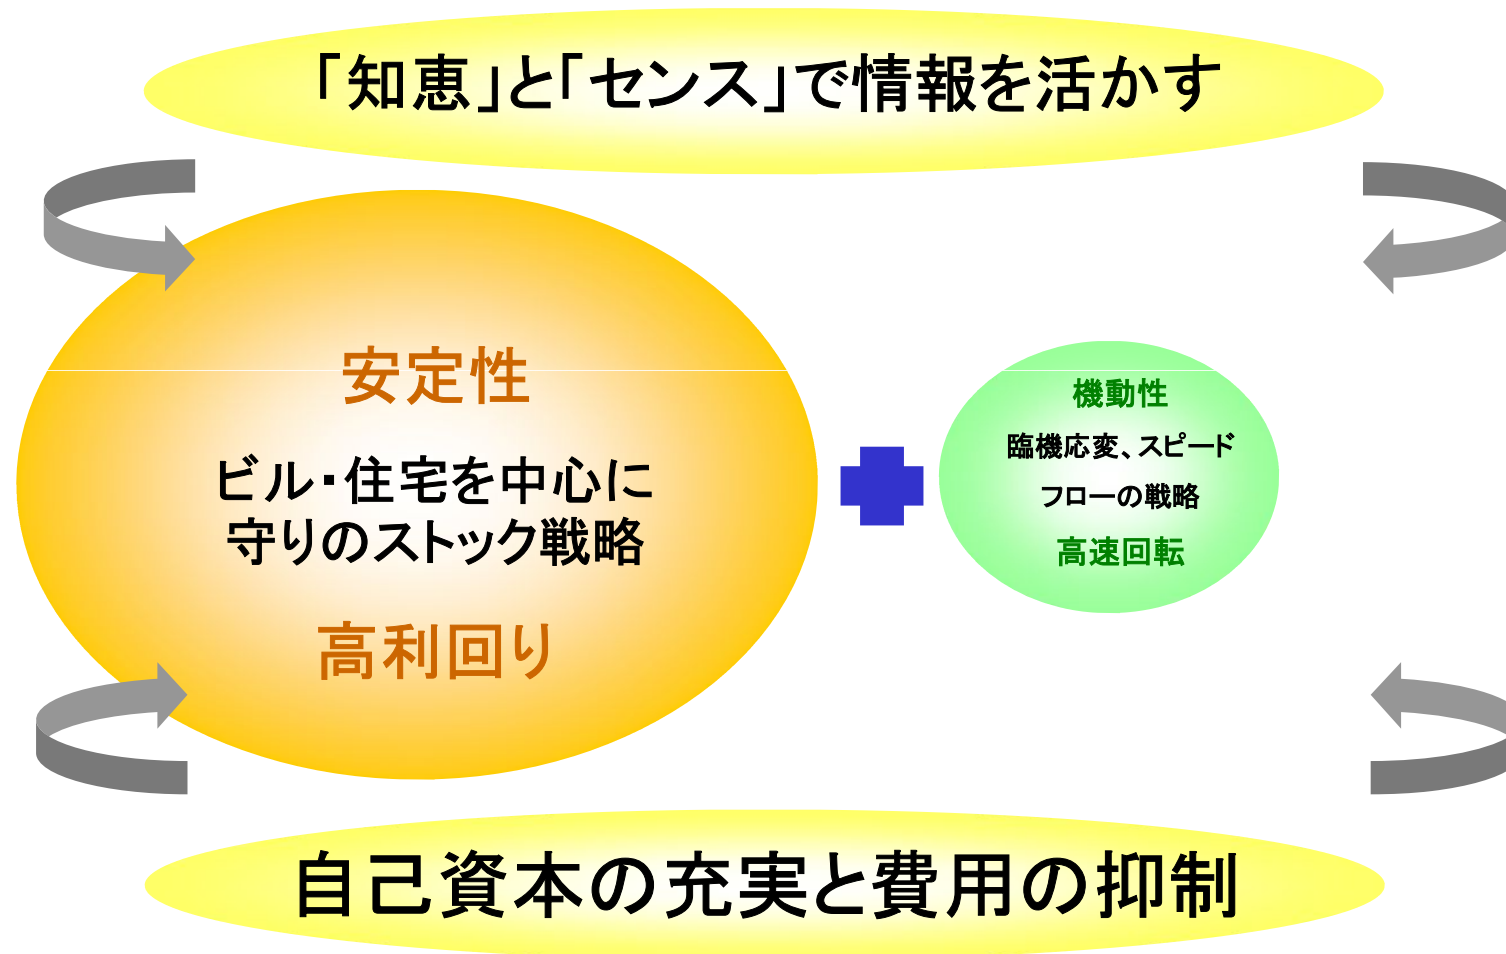 「知恵」と「センス」で情報を活かす
安定性
ビル・住宅を中心に
守りのストック戦略
高利回り
機動性
臨機応変、スピード
フローの戦略
高速回転
自己資本の充実と費用の抑制